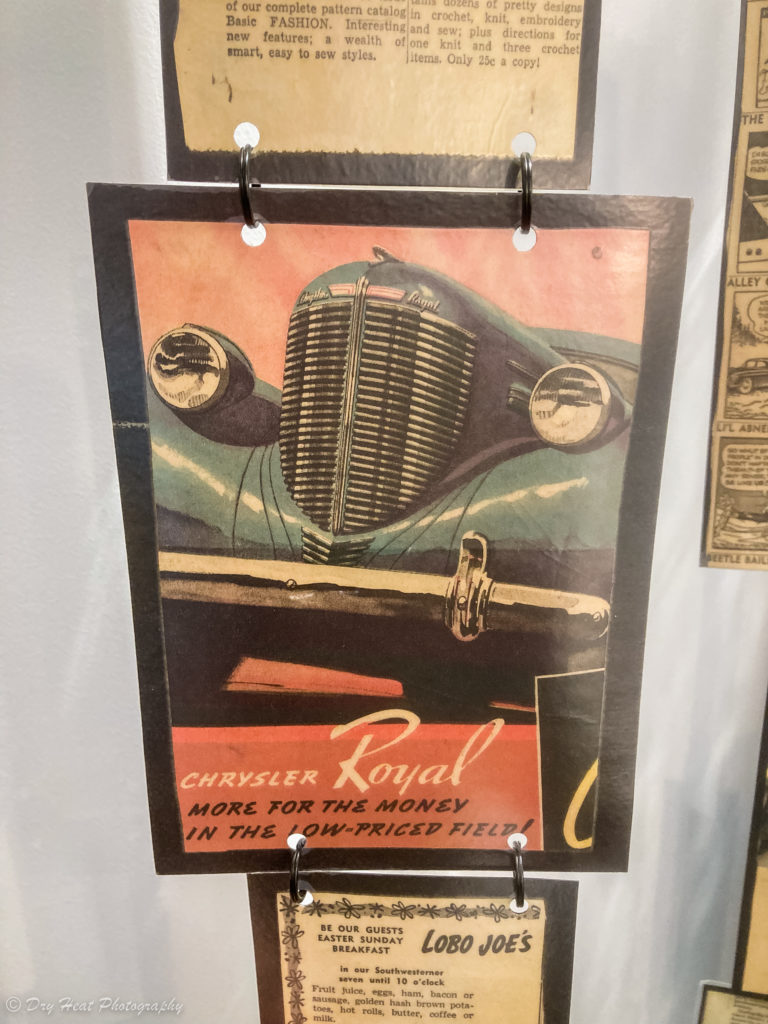 of our complete pattern catalog
Basic FASHION. Interesting
new features; a wealth of
smart, easy to sew styles.
tains dozens of pretty designs
in crochet, knit, embroidery
and sew; plus directions for
one knit and three crochet
items. Only 25c a copy!
THE
ALLEY
LI'L ABNE
BEETLE BAIL
Chrysler Royal
CHRYSLER Royal
MORE FOR THE MONEY
IN THE LOW-PRICED FIELD!
BE OUR GUESTS
EASTER SUNDAY
BREAKFAST
LOBO JOE'S
in our Southwesterner
seven until 10 o'clock
Fruit juice, eggs, ham, bacon or
sausage, golden hash brown pota-
toes, hot rolls, butter, coffee or
milk.
© Dry Heat Photography